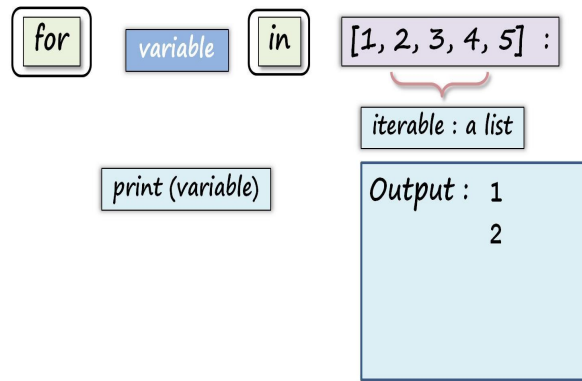 for variable in [1, 2, 3, 4, 5] :
iterable : a list
print (variable)
Output : 1
2